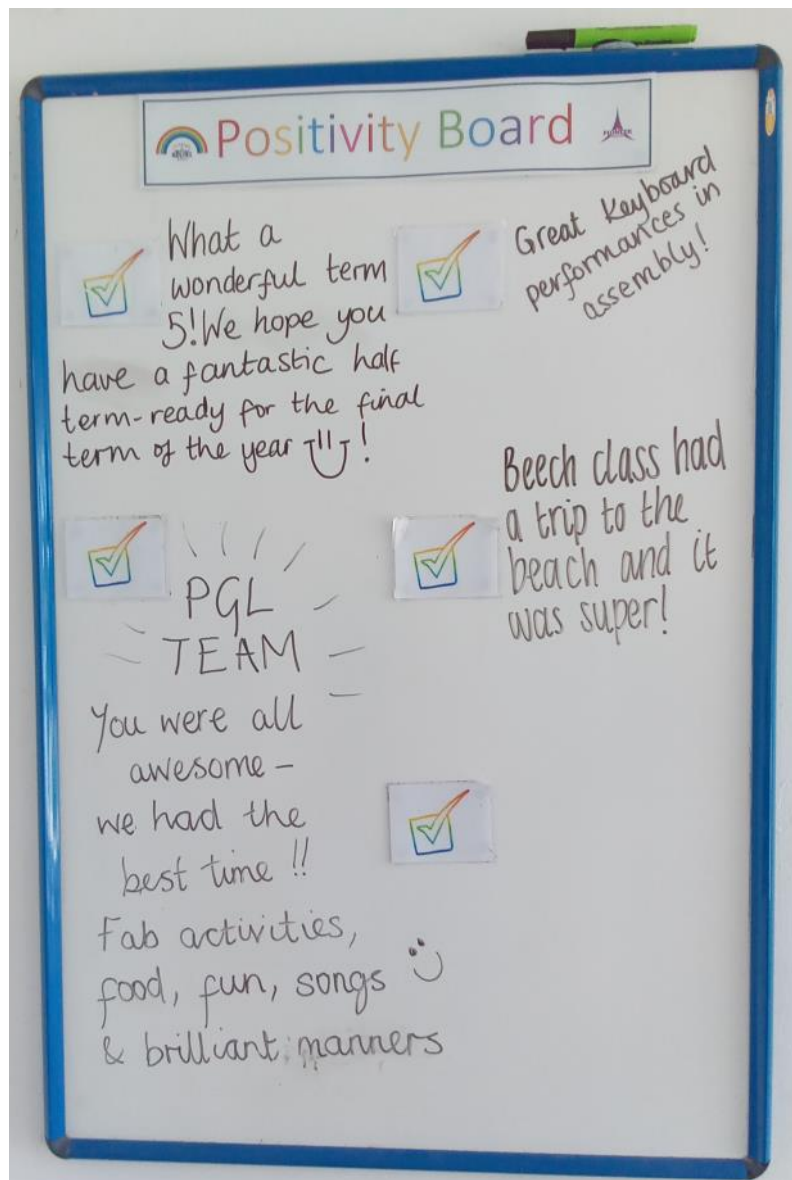 Positivity Board
What a
wonderful term
5! We hope you
have a fantastic half
term - ready for the final
term of the year !
Great Keyboard
performances in
assembly!
PGL
TEAM
You were all
awesome -
we had the
best time !!
Fab activities,
food, fun, songs
& brilliant manners
Beech class had
a trip to the
beach and it
was super!